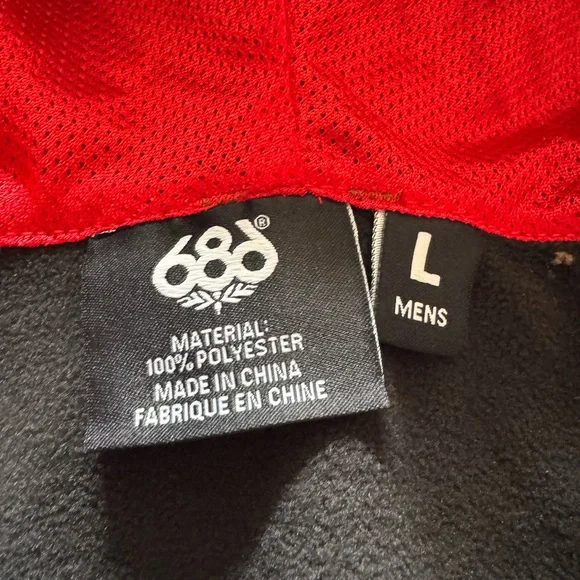 686®
MATERIAL:
100% POLYESTER
MADE IN CHINA
FABRIQUE EN CHINE
L
MENS